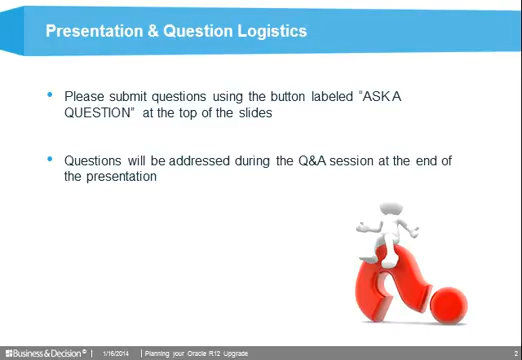 Presentation & Question Logistics
• Please submit questions using the button labeled "ASK A
QUESTION" at the top of the slides
• Questions will be addressed during the Q&A session at the end of
the presentation
Business&Decision © | 1/16/2014 | Planning your Oracle R12 Upgrade 2